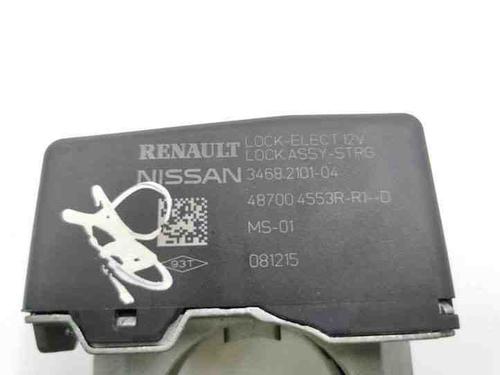 RENAULT LOCK-ELECT 12V
LOCK ASSY-STRG
NISSAN 3468.2101-04
48700 4553R-R1--D
MS-01
93T 081215